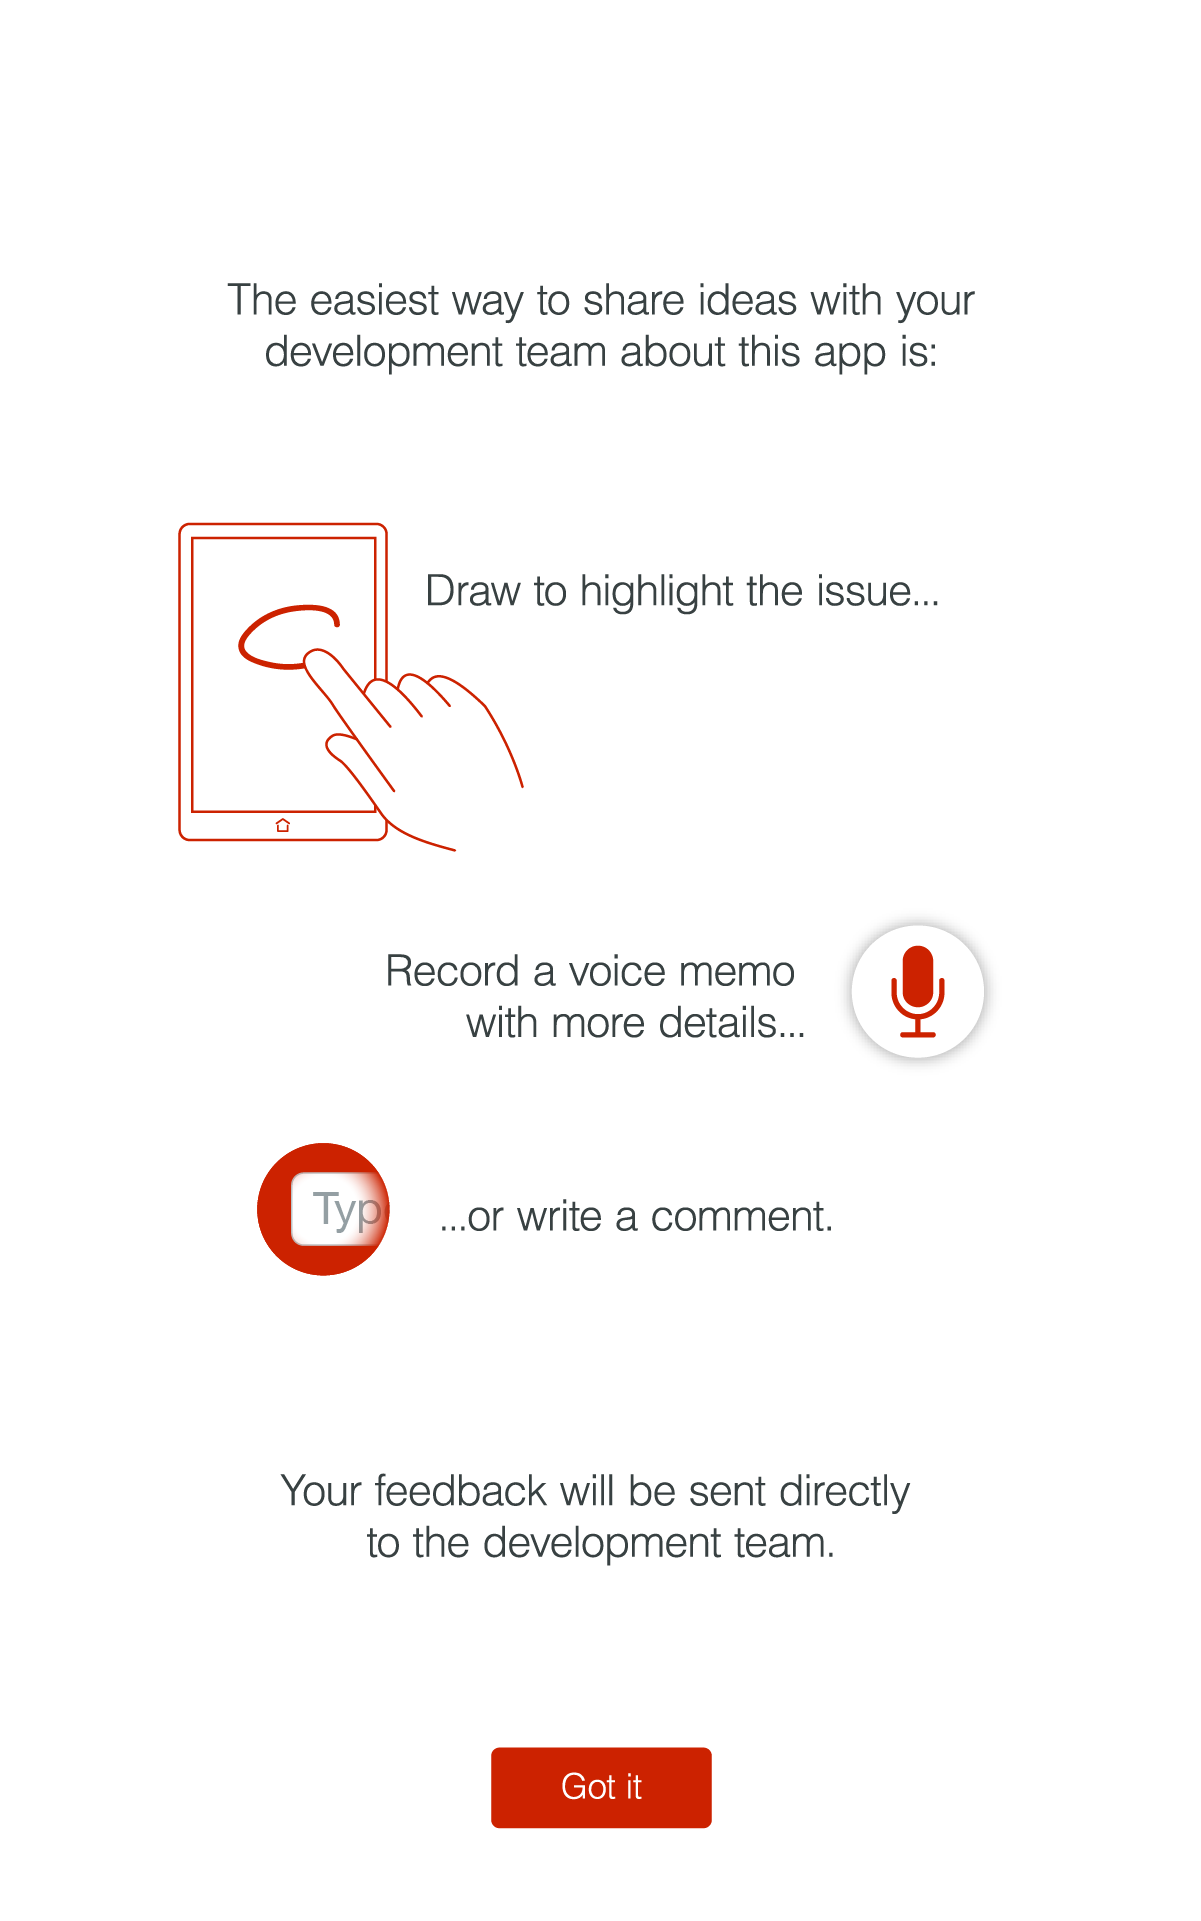 The easiest way to share ideas with your
development team about this app is:
Draw to highlight the issue...
Record a voice memo
with more details...
Typ
...or write a comment.
Your feedback will be sent directly
to the development team.
Got it